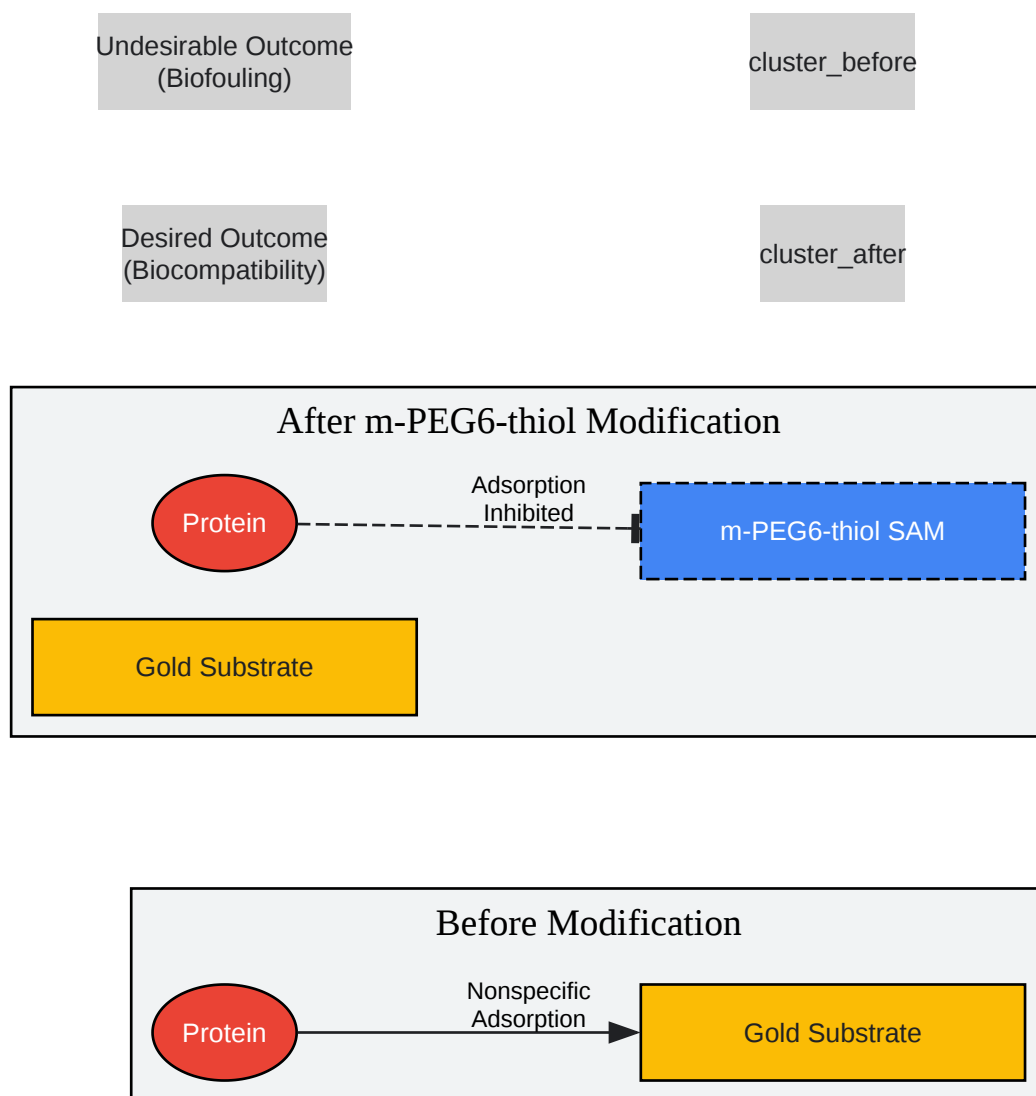 Undesirable Outcome
(Biofouling)
cluster_before
Desired Outcome
(Biocompatibility)
cluster_after
After m-PEG6-thiol Modification
Protein
Adsorption
Inhibited
m-PEG6-thiol SAM
Gold Substrate
Before Modification
Protein
Nonspecific
Adsorption
Gold Substrate